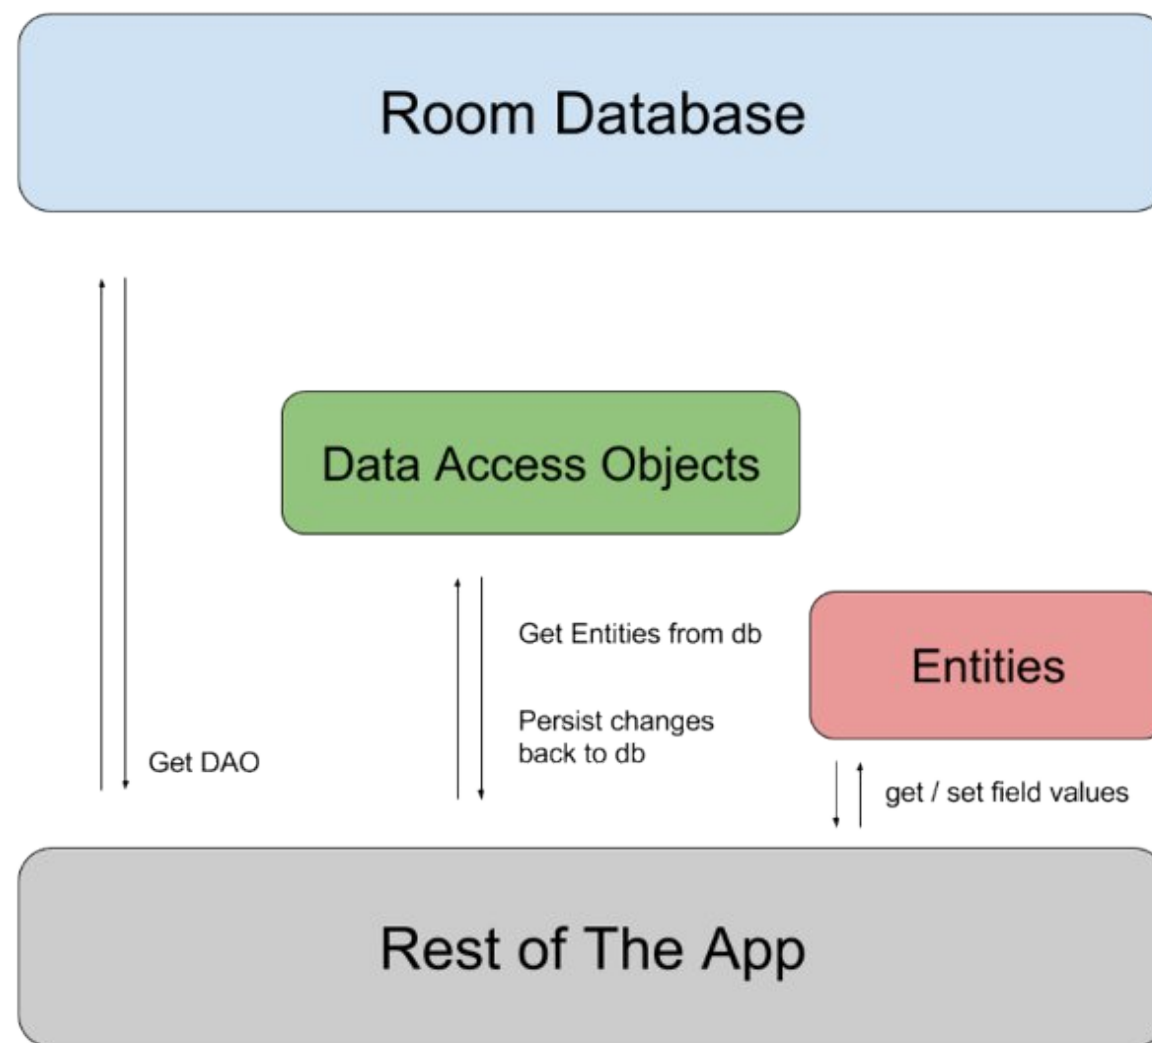 Room Database
Data Access Objects
Get Entities from db
Entities
Persist changes
back to db
Get DAO
get / set field values
Rest of The App